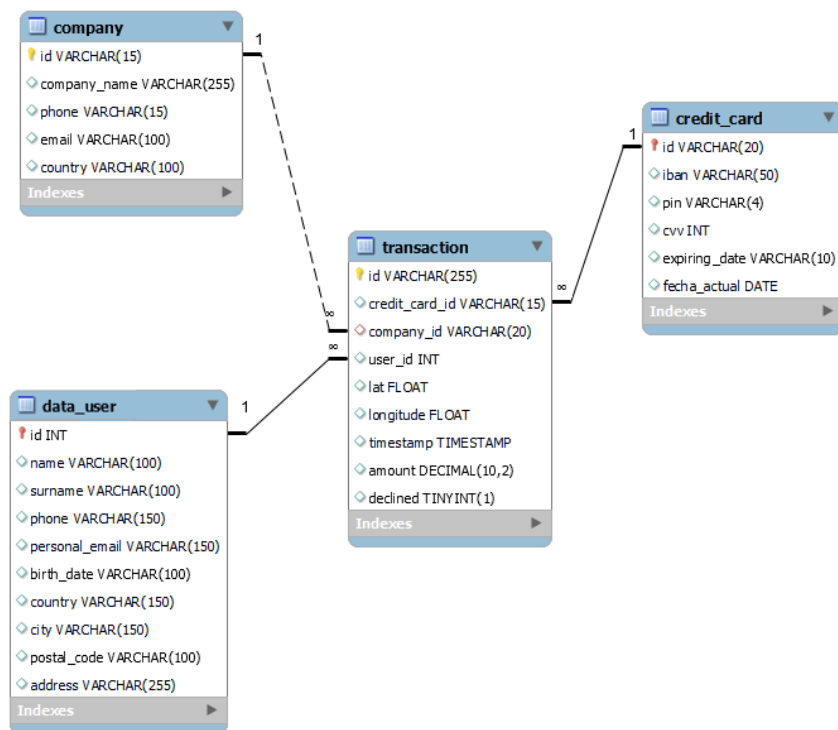 company
id VARCHAR(15)
company_name VARCHAR(255)
phone VARCHAR(15)
email VARCHAR(100)
country VARCHAR(100)
Indexes
1
∞
credit_card
id VARCHAR(20)
iban VARCHAR(50)
pin VARCHAR(4)
cvv INT
expiring_date VARCHAR(10)
fecha_actual DATE
Indexes
1
∞
transaction
id VARCHAR(255)
credit_card_id VARCHAR(15)
company_id VARCHAR(20)
user_id INT
lat FLOAT
longitude FLOAT
timestamp TIMESTAMP
amount DECIMAL(10,2)
declined TINYINT(1)
Indexes
∞
1
data_user
id INT
name VARCHAR(100)
surname VARCHAR(100)
phone VARCHAR(150)
personal_email VARCHAR(150)
birth_date VARCHAR(100)
country VARCHAR(150)
city VARCHAR(150)
postal_code VARCHAR(100)
address VARCHAR(255)
Indexes